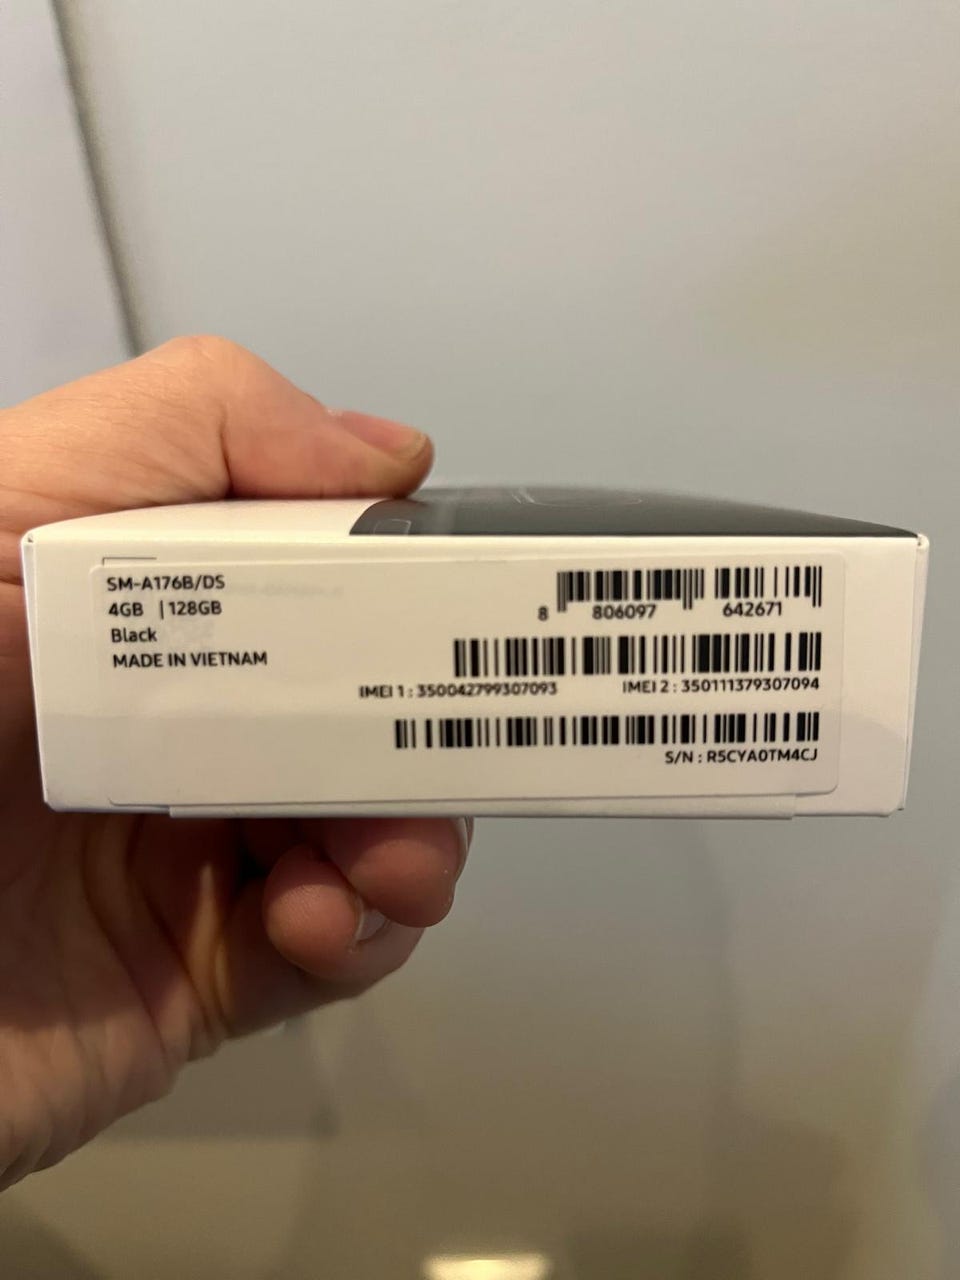 SM-A176B/DS
4GB | 128GB
Black
MADE IN VIETNAM
8 806097 642671
IMEI 1 : 350042799307093 IMEI 2 : 350111379307094
S/N : R5CYA0TM4CJ